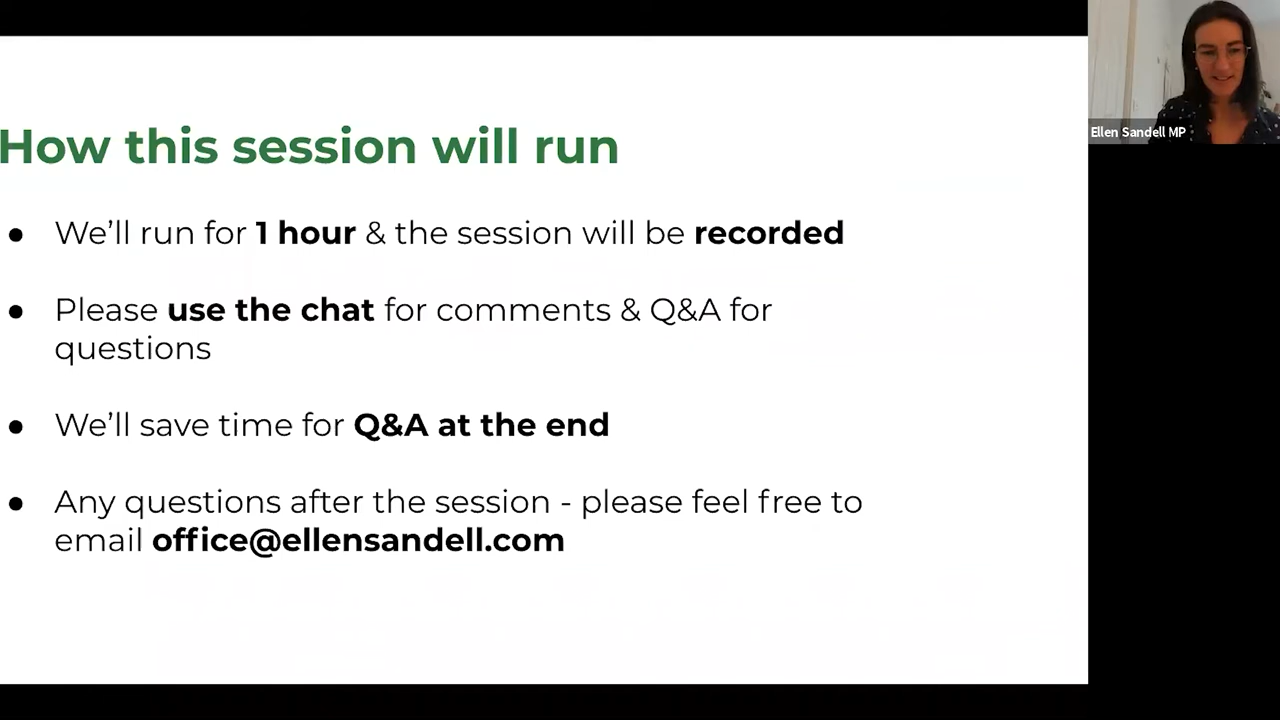 How this session will run
● We'll run for 1 hour & the session will be recorded
● Please use the chat for comments & Q&A for
questions
● We'll save time for Q&A at the end
● Any questions after the session - please feel free to
email office@ellensandell.com
Ellen Sandell MP